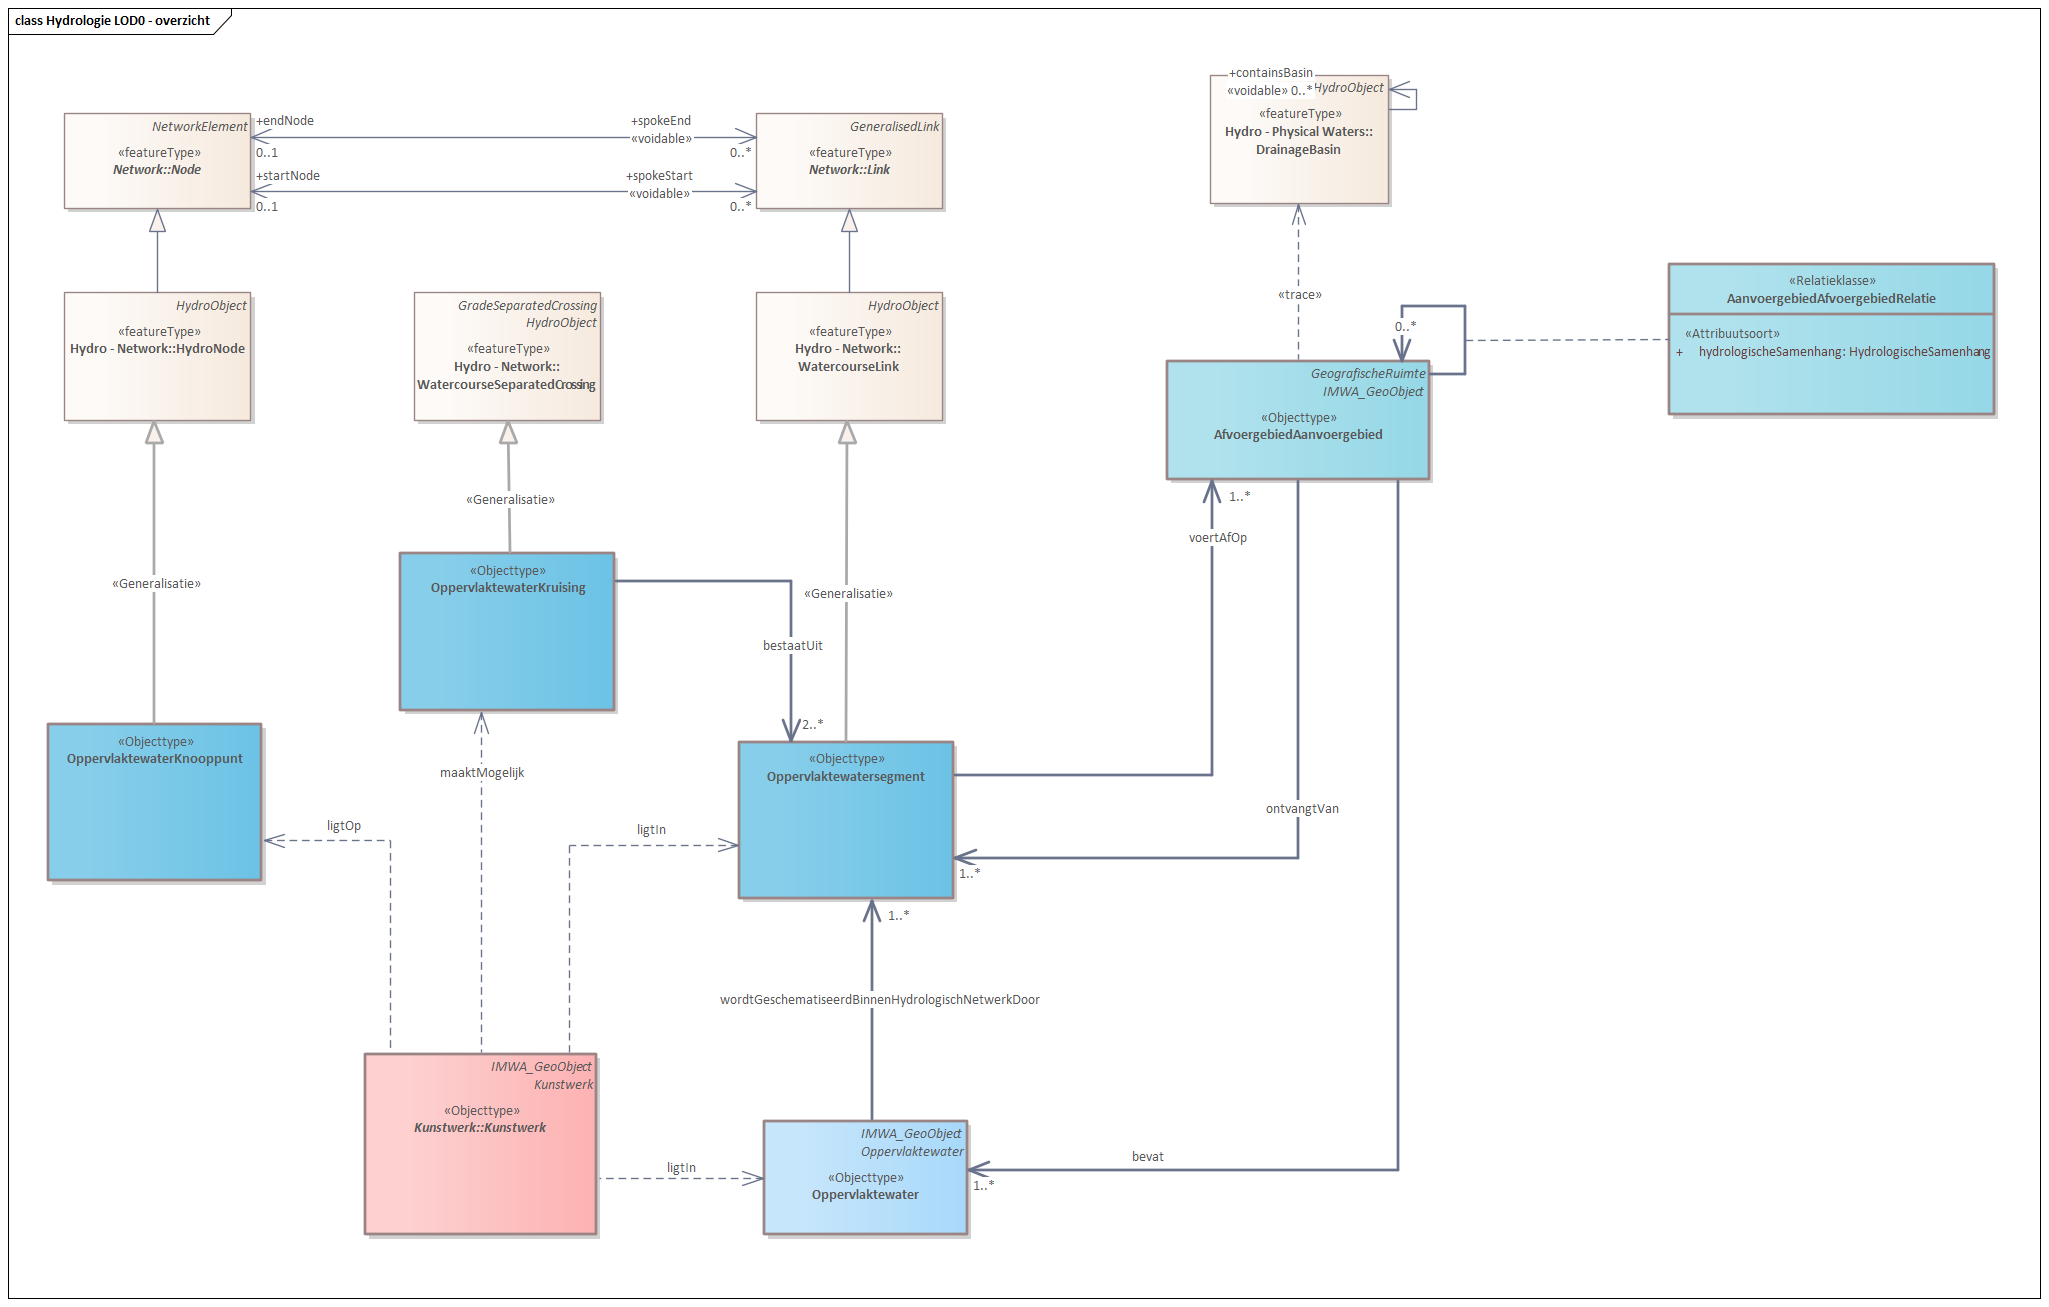 class Hydrologie LOD0 - overzicht
+containsBasin
«voidable» 0..*
HydroObject
«featureType»
Hydro - Physical Waters::
DrainageBasin
NetworkElement
«featureType»
Network::Node
+endNode
0..1
+spokeEnd
«voidable»
0..*
+startNode
0..1
+spokeStart
«voidable»
0..*
GeneralisedLink
«featureType»
Network::Link
HydroObject
«featureType»
Hydro - Network::HydroNode
GradeSeparatedCrossing
HydroObject
«featureType»
Hydro - Network::
WatercourseSeparatedCrossing
HydroObject
«featureType»
Hydro - Network::
WatercourseLink
«trace»
0..*
«Relatieklasse»
AanvoergebiedAfvoergebiedRelatie
«Attribuutsoort»
+ hydrologischeSamenhang: HydrologischeSamenhang
GeografischeRuimte
IMWA_GeoObject
«Objecttype»
AfvoergebiedAanvoergebied
«Generalisatie»
«Generalisatie»
«Generalisatie»
1..*
voertAfOp
«Objecttype»
OppervlaktewaterKruising
bestaatUit
2..*
«Objecttype»
OppervlaktewaterKnooppunt
maaktMogelijk
«Objecttype»
Oppervlaktewatersegment
ligtOp
ligtIn
ontvangtVan
1..*
1..*
wordtGeschematiseerdBinnenHydrologischNetwerkDoor
IMWA_GeoObject
Kunstwerk
«Objecttype»
Kunstwerk::Kunstwerk
ligtIn
IMWA_GeoObject
Oppervlaktewater
«Objecttype»
Oppervlaktewater
bevat
1..*